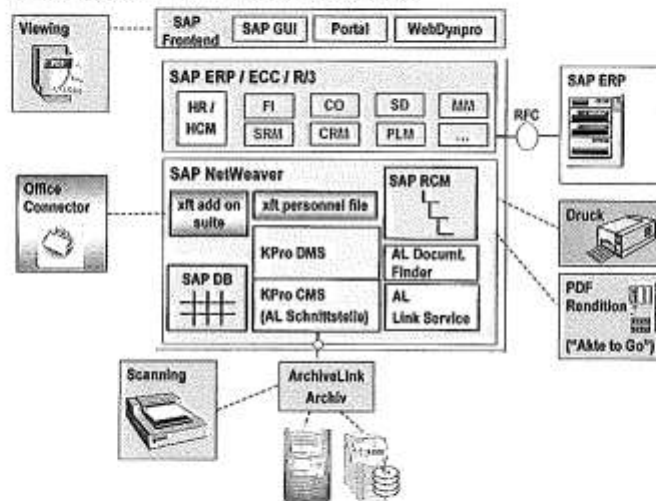 Viewing
SAP
Frontend
SAP GUI
Portal
WebDynpro
SAP ERP / ECC / R/3
HR /
HCM
FI
CO
SD
MM
SRM
CRM
PLM
...
RFC
SAP ERP
Office
Connector
SAP NetWeaver
xft add on
suite
xft personnel file
SAP RCM
KPro DMS
AL Documt.
Finder
SAP DB
KPro CMS
(AL Schnittstelle)
AL
Link Service
Druck
PDF
Rendition
("Akte to Go")
Scanning
ArchiveLink
Archiv